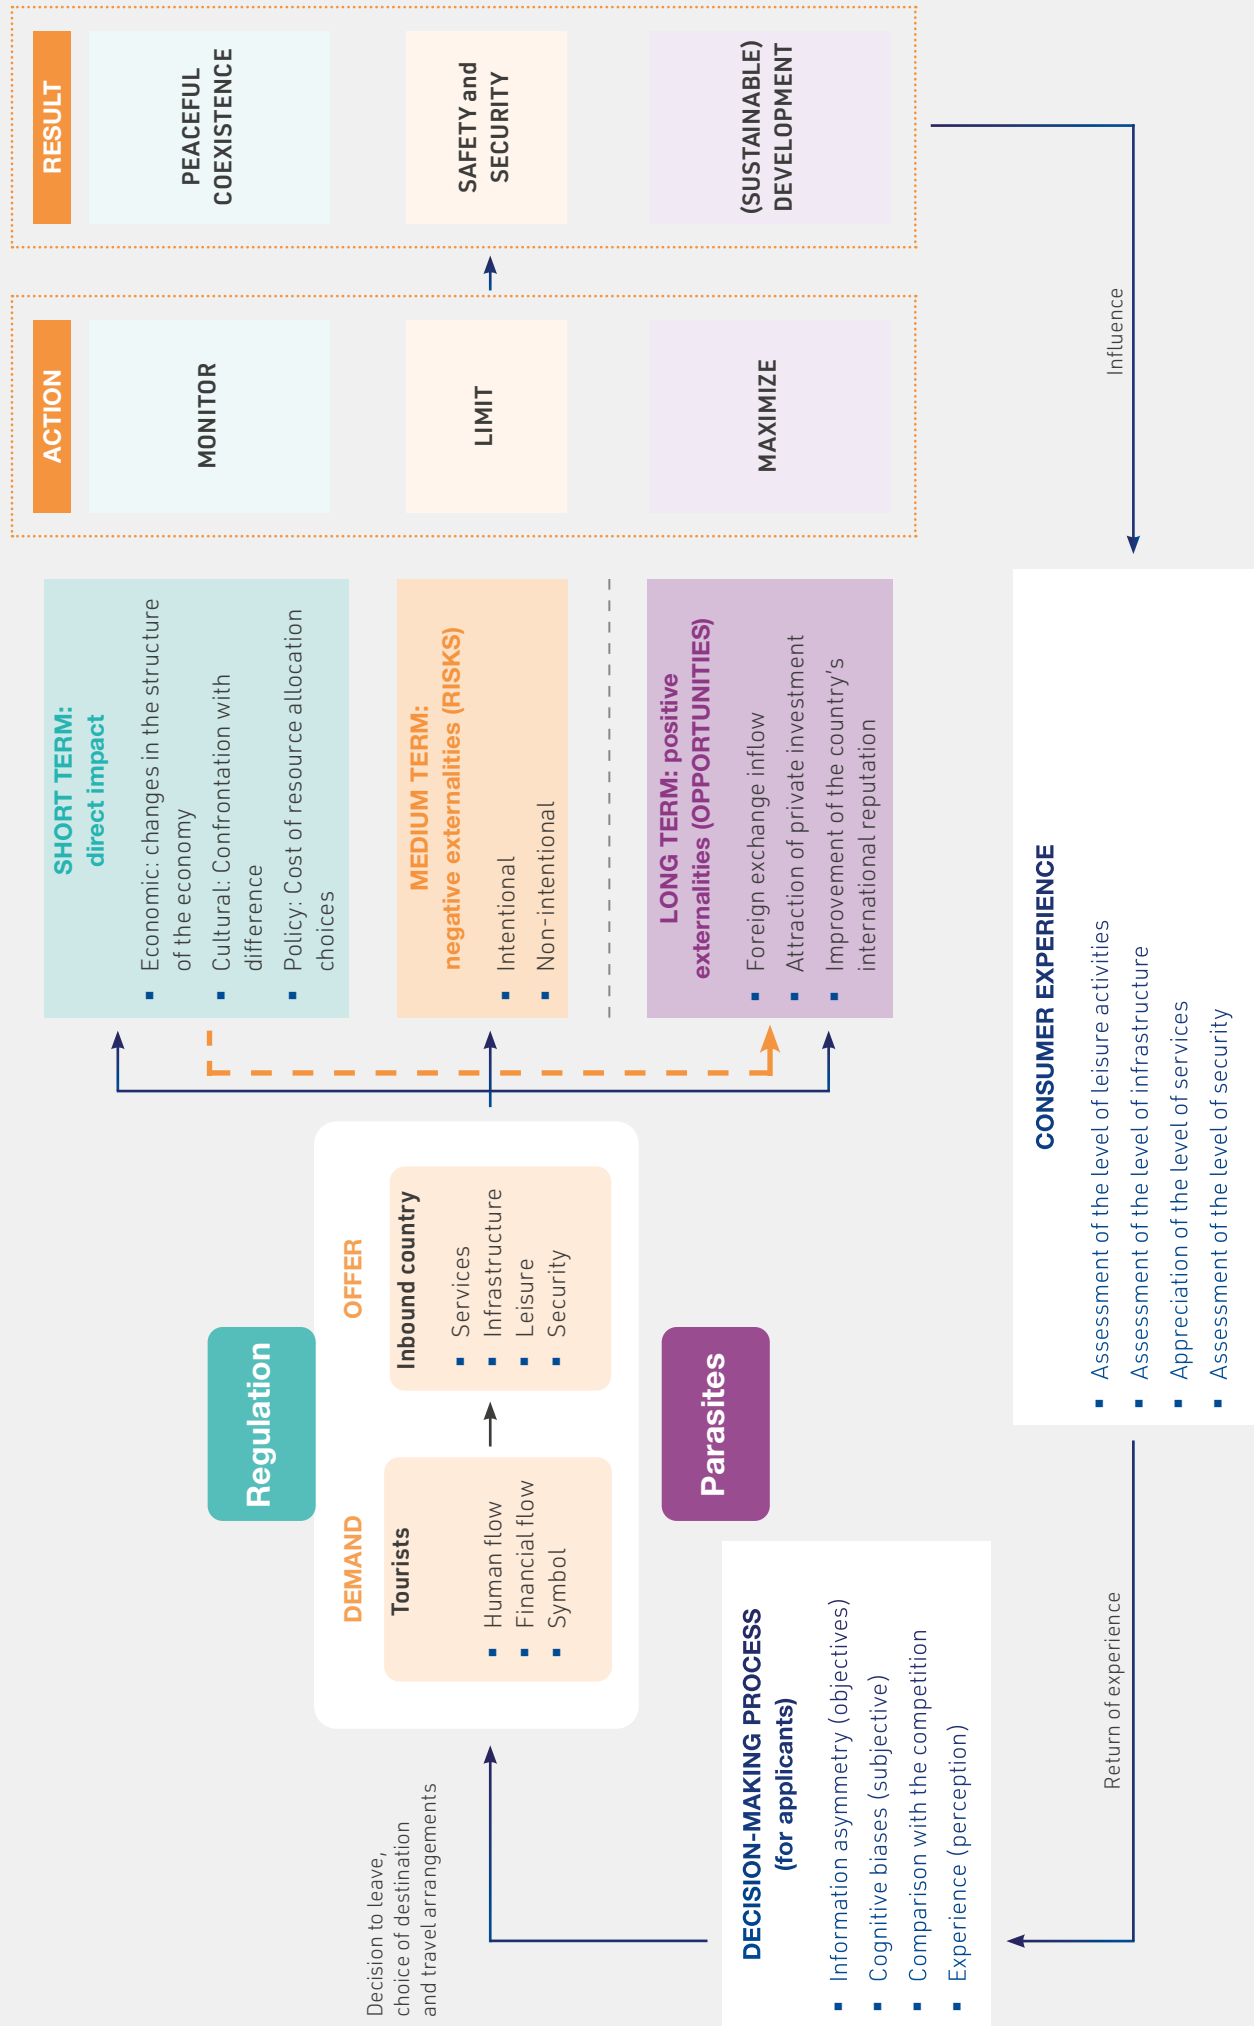 Decision to leave,
choice of destination
and travel arrangements
Regulation
DEMAND
Tourists
▪ Human flow
▪ Financial flow
▪ Symbol
OFFER
Inbound country
▪ Services
▪ Infrastructure
▪ Leisure
▪ Security
Parasites
SHORT TERM:
direct impact
▪ Economic: changes in the structure
of the economy
▪ Cultural: Confrontation with
difference
▪ Policy: Cost of resource allocation
choices
MEDIUM TERM:
negative externalities (RISKS)
▪ Intentional
▪ Non-intentional
LONG TERM: positive
externalities (OPPORTUNITIES)
▪ Foreign exchange inflow
▪ Attraction of private investment
▪ Improvement of the country's
international reputation
ACTION
MONITOR
LIMIT
MAXIMIZE
RESULT
PEACEFUL
COEXISTENCE
SAFETY and
SECURITY
(SUSTAINABLE)
DEVELOPMENT
Influence
CONSUMER EXPERIENCE
▪ Assessment of the level of leisure activities
▪ Assessment of the level of infrastructure
▪ Appreciation of the level of services
▪ Assessment of the level of security
Return of experience
DECISION-MAKING PROCESS
(for applicants)
▪ Information asymmetry (objectives)
▪ Cognitive biases (subjective)
▪ Comparison with the competition
▪ Experience (perception)